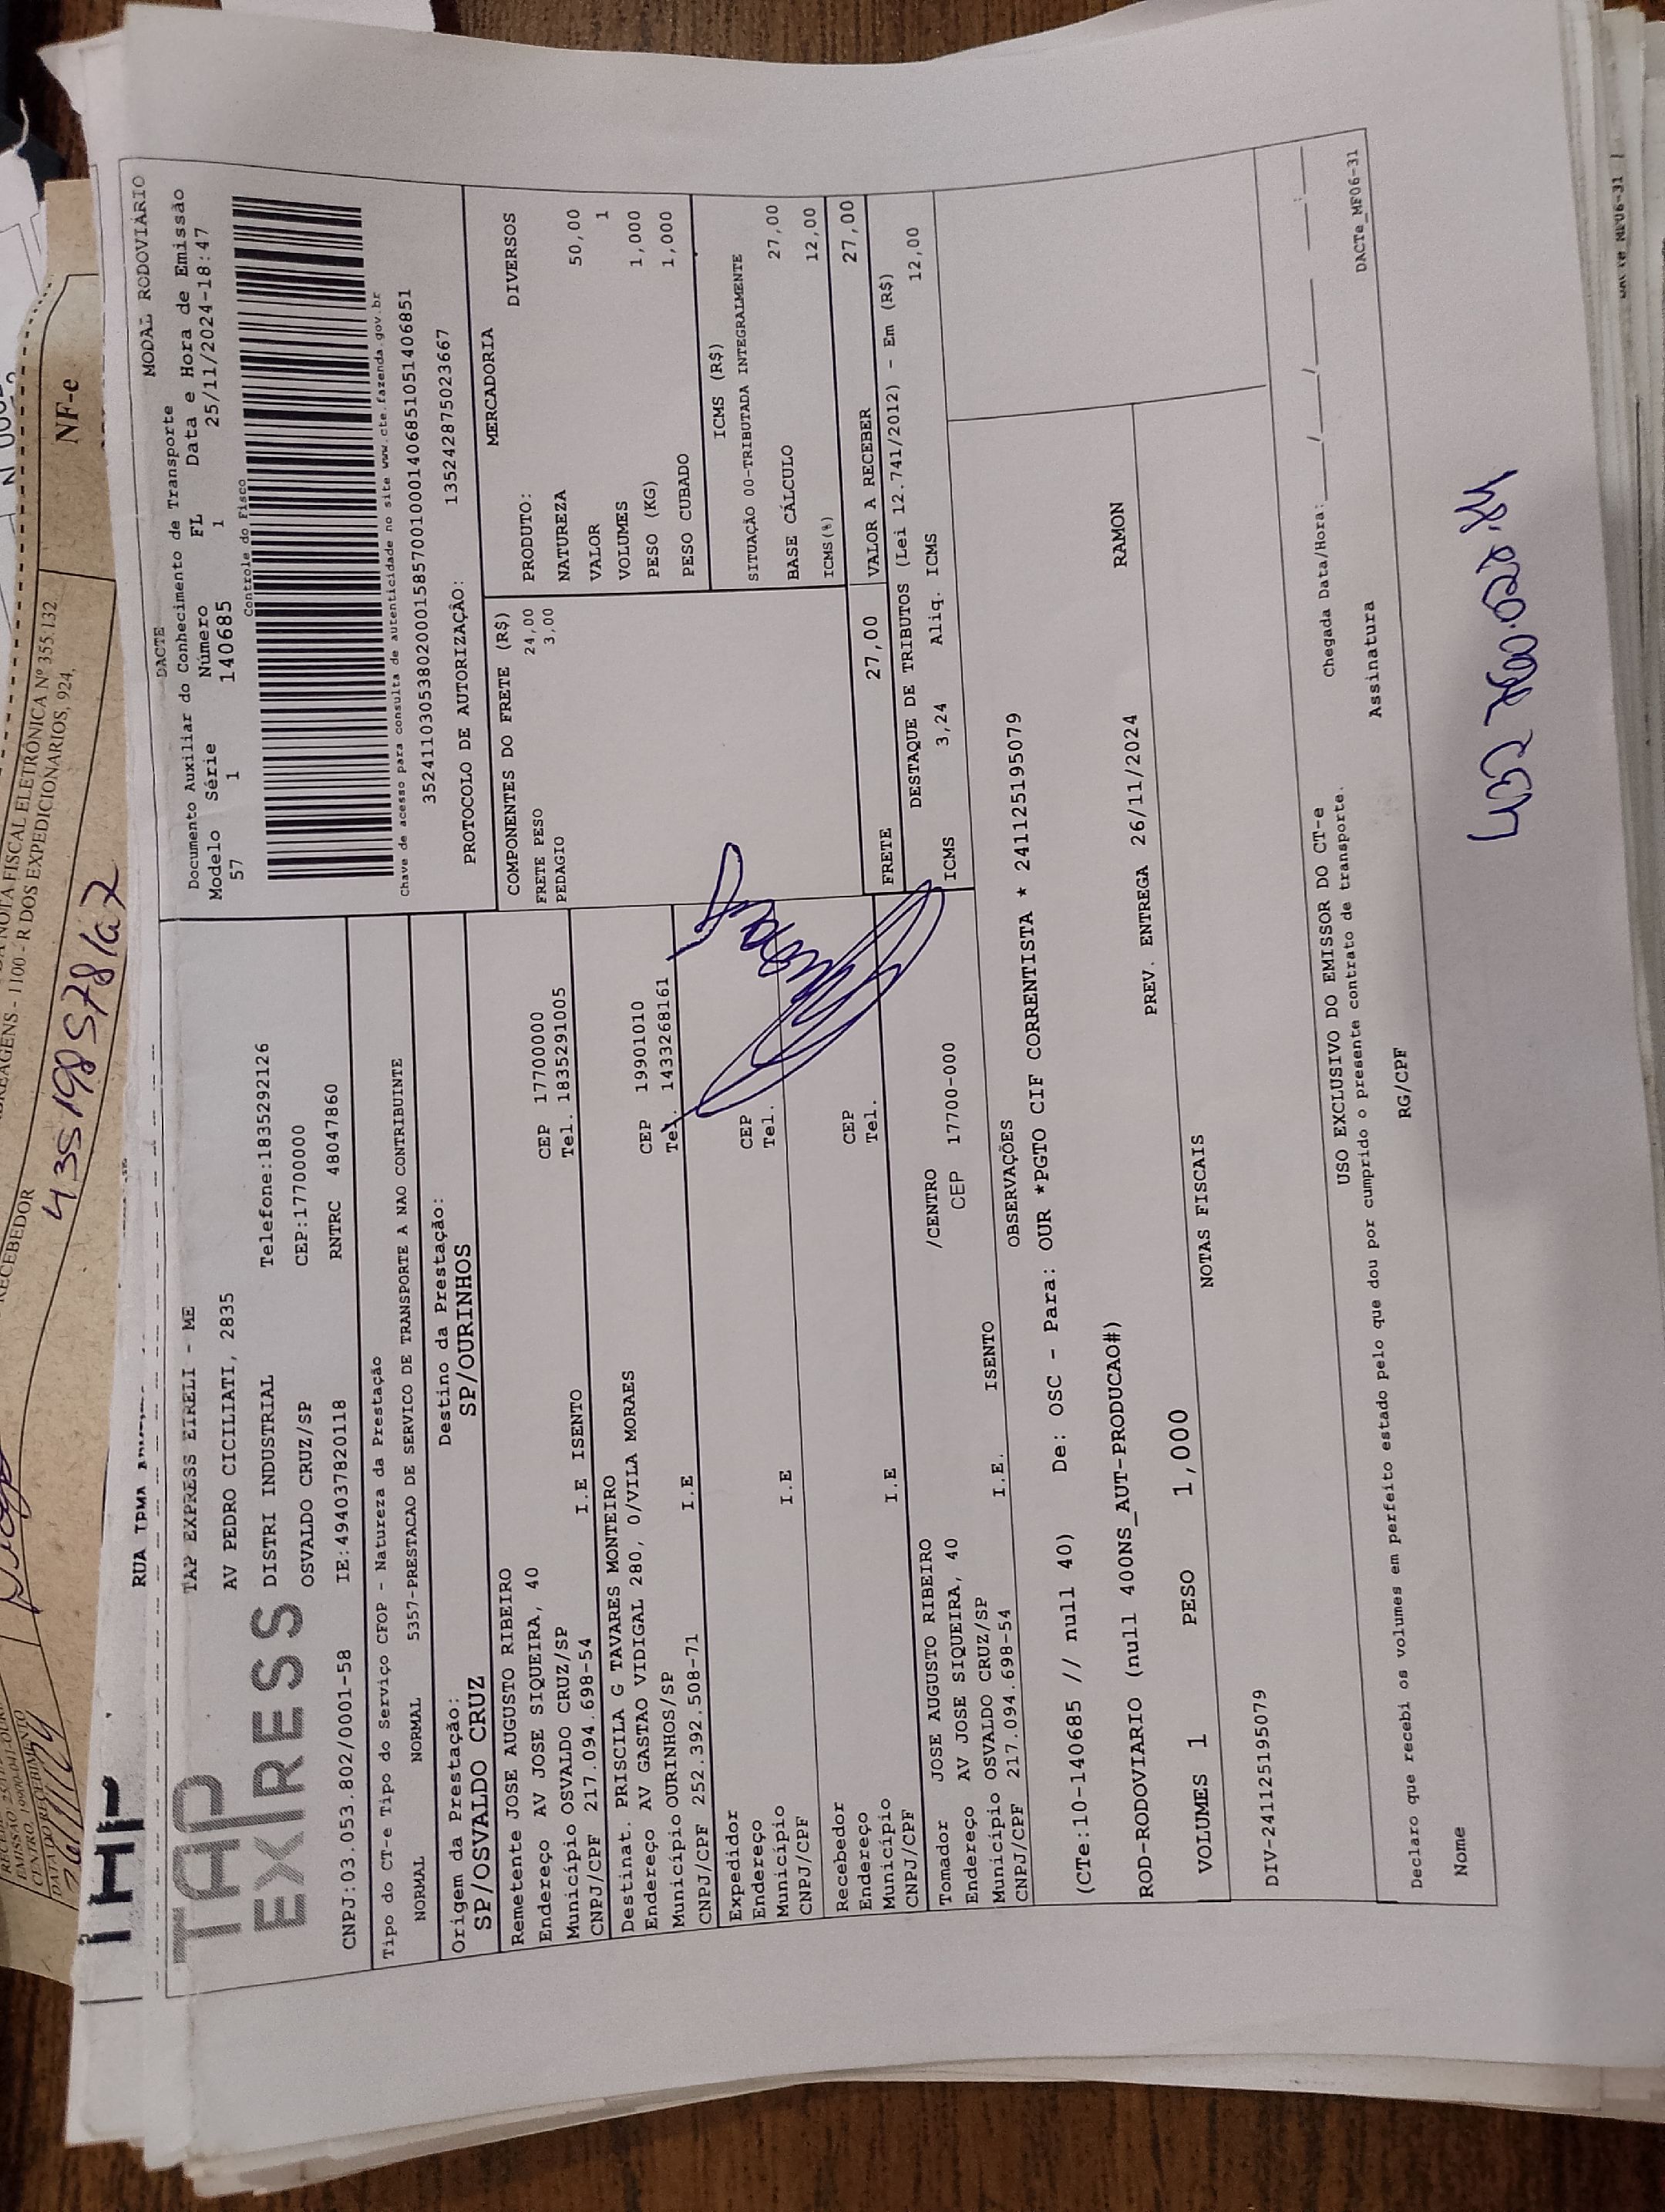 NF-e
FISCAL ELETRÔNICA Nº 355.132
1100 - R DOS EXPEDICIONARIOS, 924,
RECEBEDOR
TAP EXPRESS
TAP EXPRESS EIRELI - ME
AV PEDRO CICILIATI, 2835
DISTRI INDUSTRIAL Telefone:1835292126
OSVALDO CRUZ/SP CEP:17700000
CNPJ:03.053.802/0001-58 IE:494037820118 RNTRC 48047860
DACTE MODAL RODOVIÁRIO
Documento Auxiliar do Conhecimento de Transporte
Modelo Série Número FL Data e Hora de Emissão
57 1 140685 1 25/11/2024-18:47
Controle do Fisco
Chave de acesso para consulta de autenticidade no site www.cte.fazenda.gov.br
35241103053802000158570010001406851051406851
PROTOCOLO DE AUTORIZAÇÃO: 135242875023667
Tipo do CT-e Tipo do Serviço CFOP - Natureza da Prestação
NORMAL NORMAL 5357-PRESTACAO DE SERVICO DE TRANSPORTE A NAO CONTRIBUINTE
Origem da Prestação: Destino da Prestação:
SP/OSVALDO CRUZ SP/OURINHOS
Remetente JOSE AUGUSTO RIBEIRO
Endereço AV JOSE SIQUEIRA, 40
Município OSVALDO CRUZ/SP CEP 17700000
CNPJ/CPF 217.094.698-54 I.E ISENTO Tel. 1835291005
Destinat. PRISCILA G TAVARES MONTEIRO
Endereço AV GASTAO VIDIGAL 280, 0/VILA MORAES
Município OURINHOS/SP CEP 19901010
CNPJ/CPF 252.392.508-71 I.E Tel. 1433268161
Expedidor
Endereço
Município CEP
CNPJ/CPF I.E Tel.
Recebedor
Endereço
Município CEP
CNPJ/CPF I.E Tel.
COMPONENTES DO FRETE (R$)
FRETE PESO 24,00
PEDAGIO 3,00
MERCADORIA
PRODUTO: DIVERSOS
NATUREZA
VALOR 50,00
VOLUMES 1
PESO (KG) 1,000
PESO CUBADO 1,000
ICMS (R$)
SITUAÇÃO 00-TRIBUTADA INTEGRALMENTE
BASE CÁLCULO 27,00
ICMS(%) 12,00
FRETE 27,00 VALOR A RECEBER 27,00
DESTAQUE DE TRIBUTOS (Lei 12.741/2012) - Em (R$)
ICMS 3,24 Aliq. ICMS 12,00
Tomador JOSE AUGUSTO RIBEIRO
Endereço AV JOSE SIQUEIRA, 40 /CENTRO
Município OSVALDO CRUZ/SP CEP 17700-000
CNPJ/CPF 217.094.698-54 I.E. ISENTO
OBSERVAÇÕES
(CTe:10-140685 // null 40) De: OSC - Para: OUR *PGTO CIF CORRENTISTA * 241125195079
ROD-RODOVIARIO (null 400NS_AUT-PRODUCAO#) PREV. ENTREGA 26/11/2024 RAMON
VOLUMES 1 PESO 1,000
NOTAS FISCAIS
DIV-241125195079
USO EXCLUSIVO DO EMISSOR DO CT-e
Declaro que recebi os volumes em perfeito estado pelo que dou por cumprido o presente contrato de transporte.
Chegada Data/Hora:____/____/____ ___:___
Nome RG/CPF Assinatura
DACTe_MF06-31